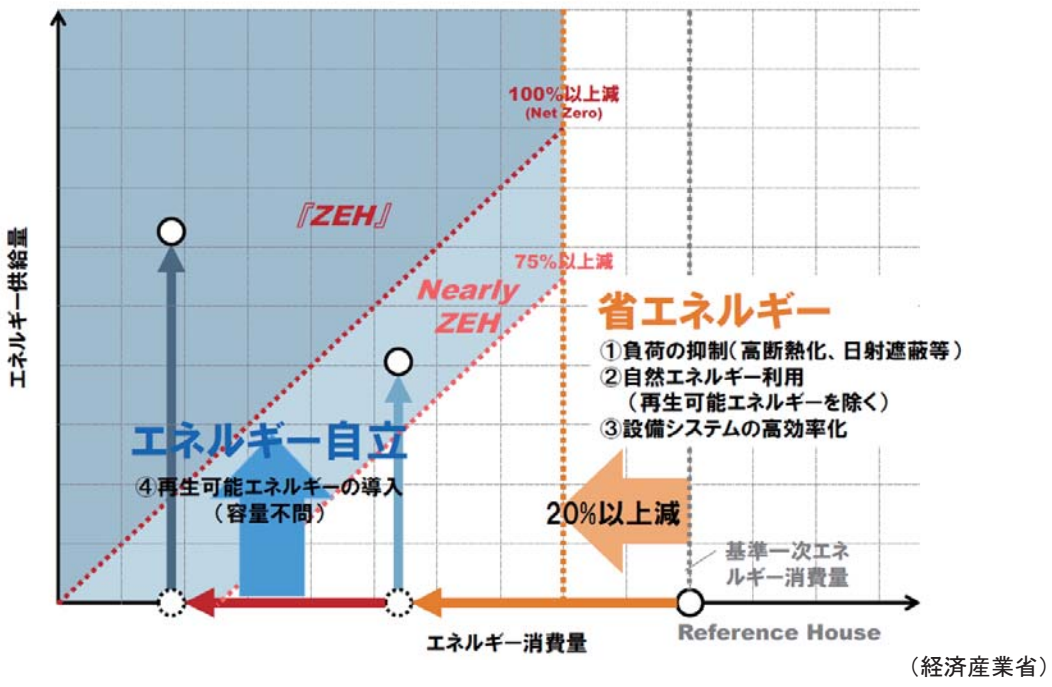 100%以上減
(Net Zero)
『ZEH』
75%以上減
Nearly
ZEH
エネルギー供給量
省エネルギー
①負荷の抑制(高断熱化、日射遮蔽等)
②自然エネルギー利用
(再生可能エネルギーを除く)
③設備システムの高効率化
エネルギー自立
④再生可能エネルギーの導入
(容量不問)
20%以上減
基準一次エネ
ルギー消費量
Reference House
エネルギー消費量
(経済産業省)